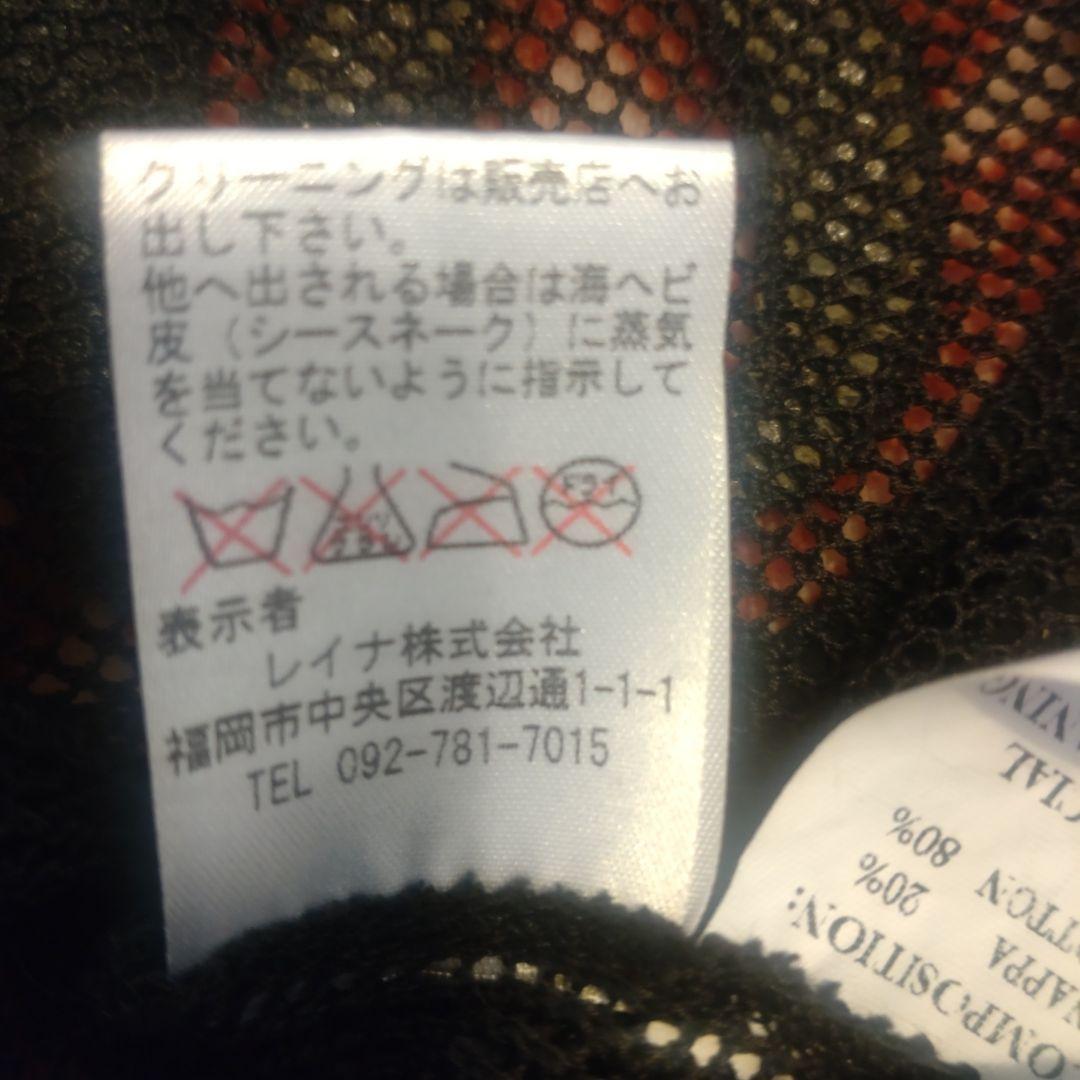 クリーニングは販売店へお
出し下さい。
他へ出される場合は海ヘビ
皮（シースネーク）に蒸気
を当てないように指示して
ください。
ドライ
表示者
レイナ株式会社
福岡市中央区渡辺通1-1-1
TEL 092-781-7015
COMPOSITION:
NAPPA 20%
COTTON 80%